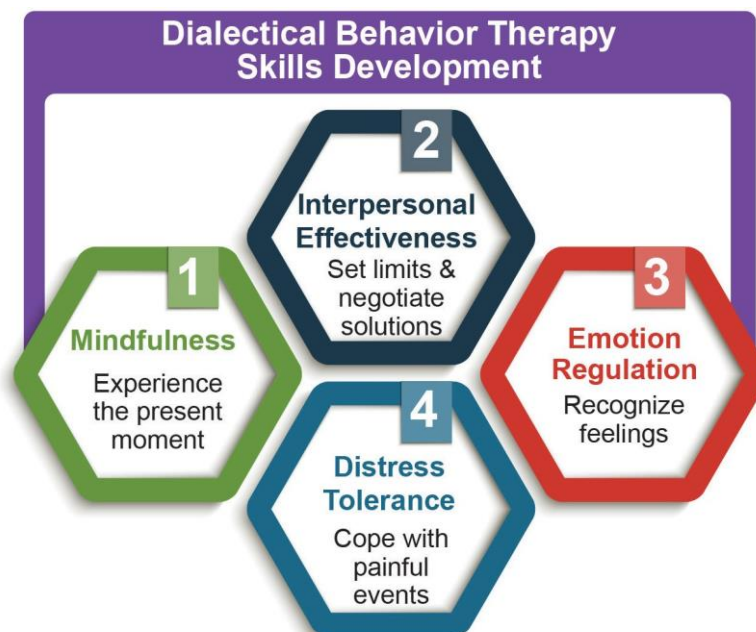 Dialectical Behavior Therapy
Skills Development
1
Mindfulness
Experience
the present
moment
2
Interpersonal
Effectiveness
Set limits &
negotiate
solutions
3
Emotion
Regulation
Recognize
feelings
4
Distress
Tolerance
Cope with
painful
events